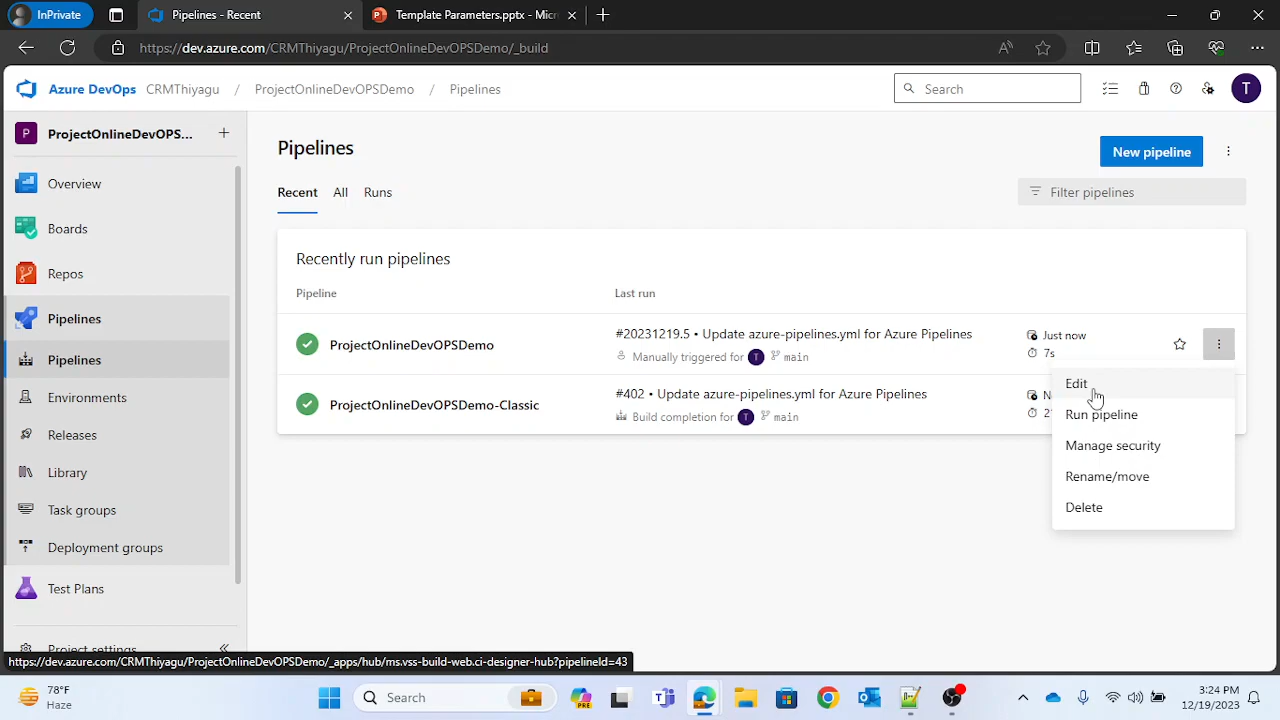 InPrivate
Pipelines - Recent
Template Parameters.pptx - Micr
https://dev.azure.com/CRMThiyagu/ProjectOnlineDevOPSDemo/_build
Azure DevOps
CRMThiyagu / ProjectOnlineDevOPSDemo / Pipelines
Search
T
P
ProjectOnlineDevOPS...
Overview
Boards
Repos
Pipelines
Pipelines
Environments
Releases
Library
Task groups
Deployment groups
Test Plans
Project settings
Pipelines
New pipeline
Recent
All
Runs
Filter pipelines
Recently run pipelines
Pipeline
Last run
ProjectOnlineDevOPSDemo
#20231219.5 • Update azure-pipelines.yml for Azure Pipelines
Manually triggered for T main
Just now
7s
ProjectOnlineDevOPSDemo-Classic
#402 • Update azure-pipelines.yml for Azure Pipelines
Build completion for T main
Edit
Run pipeline
Manage security
Rename/move
Delete
https://dev.azure.com/CRMThiyagu/ProjectOnlineDevOPSDemo/_apps/hub/ms.vss-build-web.ci-designer-hub?pipelineId=43
78°F
Haze
Search
PRE
3:24 PM
12/19/2023